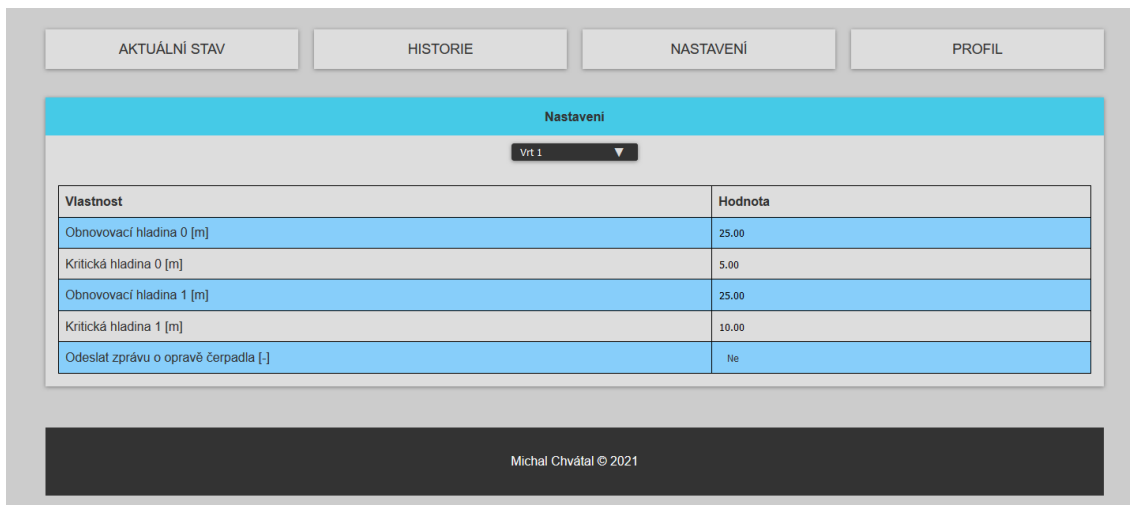 AKTUÁLNÍ STAV HISTORIE NASTAVENÍ PROFIL
Nastaveni
Vrt 1 ▼
Vlastnost Hodnota
Obnovovací hladina 0 [m] 25.00
Kritická hladina 0 [m] 5.00
Obnovovací hladina 1 [m] 25.00
Kritická hladina 1 [m] 10.00
Odeslat zprávu o opravě čerpadla [-] Ne
Michal Chvátal © 2021